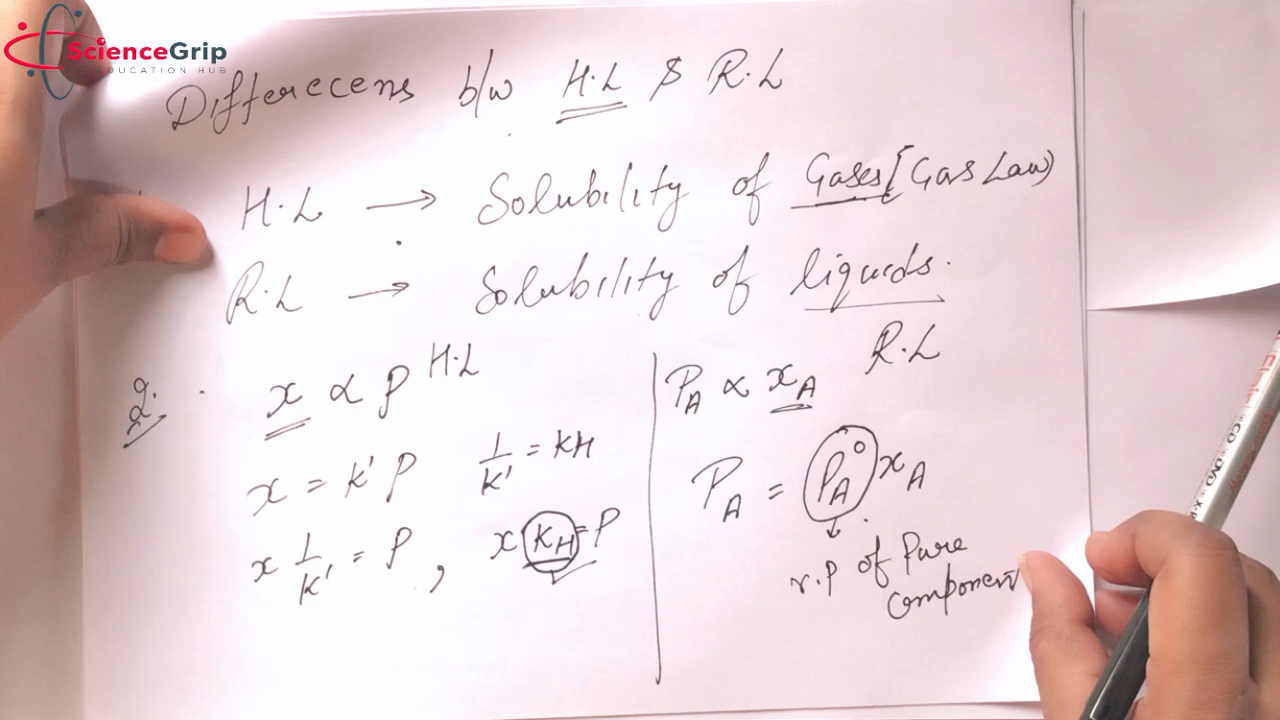 ScienceGrip
EDUCATION HUB
Differecens b/w H.L & R.L
H.L → Solubility of Gases [Gas Law)
R.L → Solubility of liquids.
2. x ∝ P H.L
x = K' P 1/K' = KH
x 1/K' = P , x KH = P
R.L
PA ∝ xA
PA = PA° xA
v.P of Pure
component